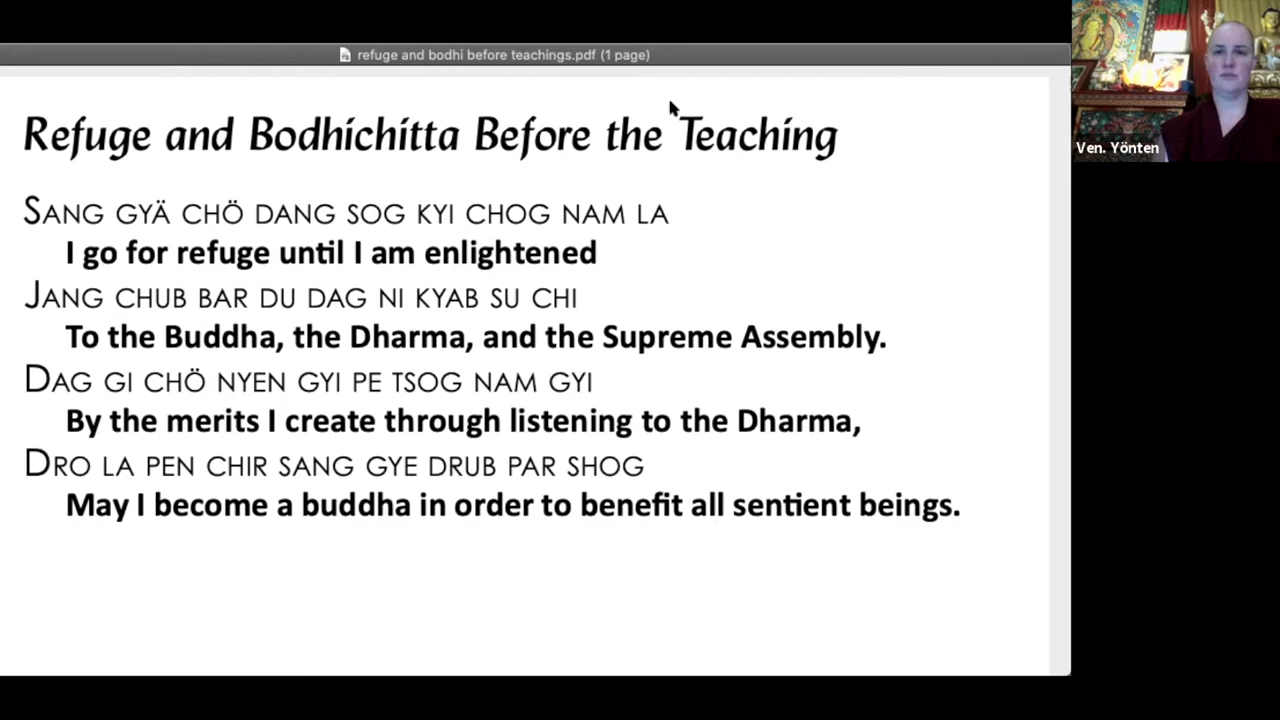 refuge and bodhi before teachings.pdf (1 page)
Refuge and Bodhichitta Before the Teaching
SANG GYÄ CHÖ DANG SOG KYI CHOG NAM LA
I go for refuge until I am enlightened
JANG CHUB BAR DU DAG NI KYAB SU CHI
To the Buddha, the Dharma, and the Supreme Assembly.
DAG GI CHÖ NYEN GYI PE TSOG NAM GYI
By the merits I create through listening to the Dharma,
DRO LA PEN CHIR SANG GYE DRUB PAR SHOG
May I become a buddha in order to benefit all sentient beings.
Ven. Yönten